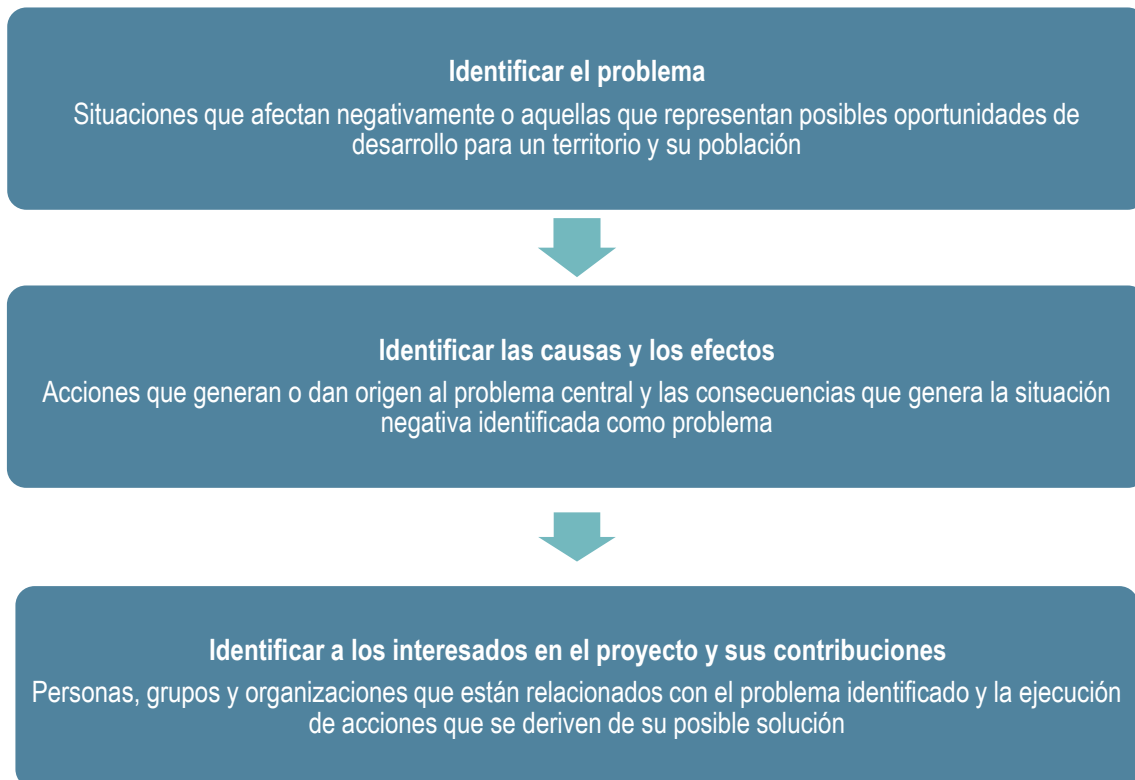 Identificar el problema
Situaciones que afectan negativamente o aquellas que representan posibles oportunidades de
desarrollo para un territorio y su población
Identificar las causas y los efectos
Acciones que generan o dan origen al problema central y las consecuencias que genera la situación
negativa identificada como problema
Identificar a los interesados en el proyecto y sus contribuciones
Personas, grupos y organizaciones que están relacionados con el problema identificado y la ejecución
de acciones que se deriven de su posible solución